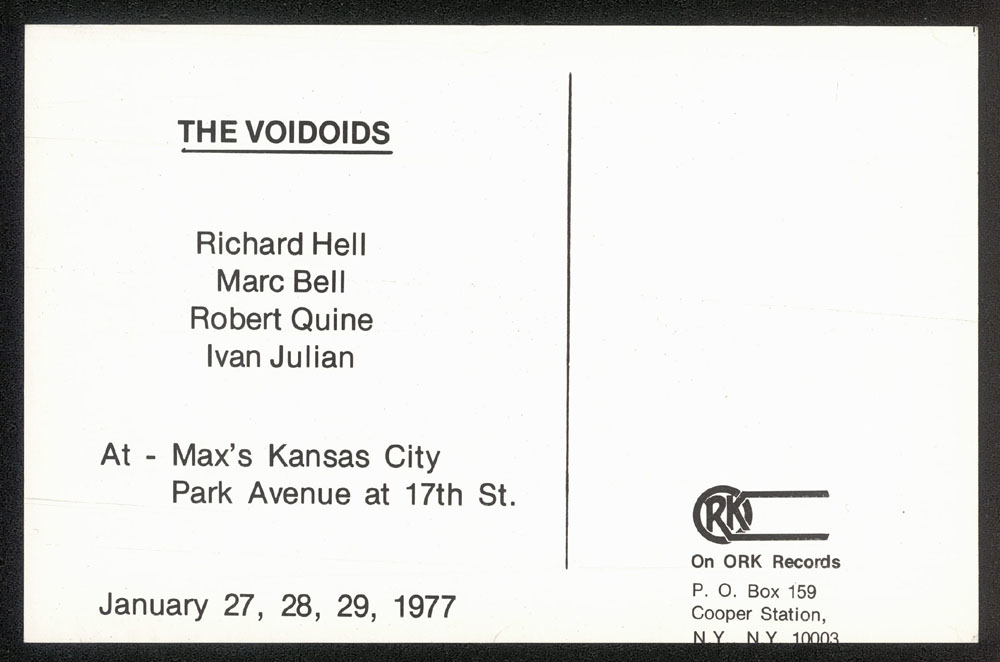 THE VOIDOIDS
Richard Hell
Marc Bell
Robert Quine
Ivan Julian
At - Max's Kansas City
Park Avenue at 17th St.
January 27, 28, 29, 1977
ORK
On ORK Records
P. O. Box 159
Cooper Station,
N.Y., N.Y. 10003